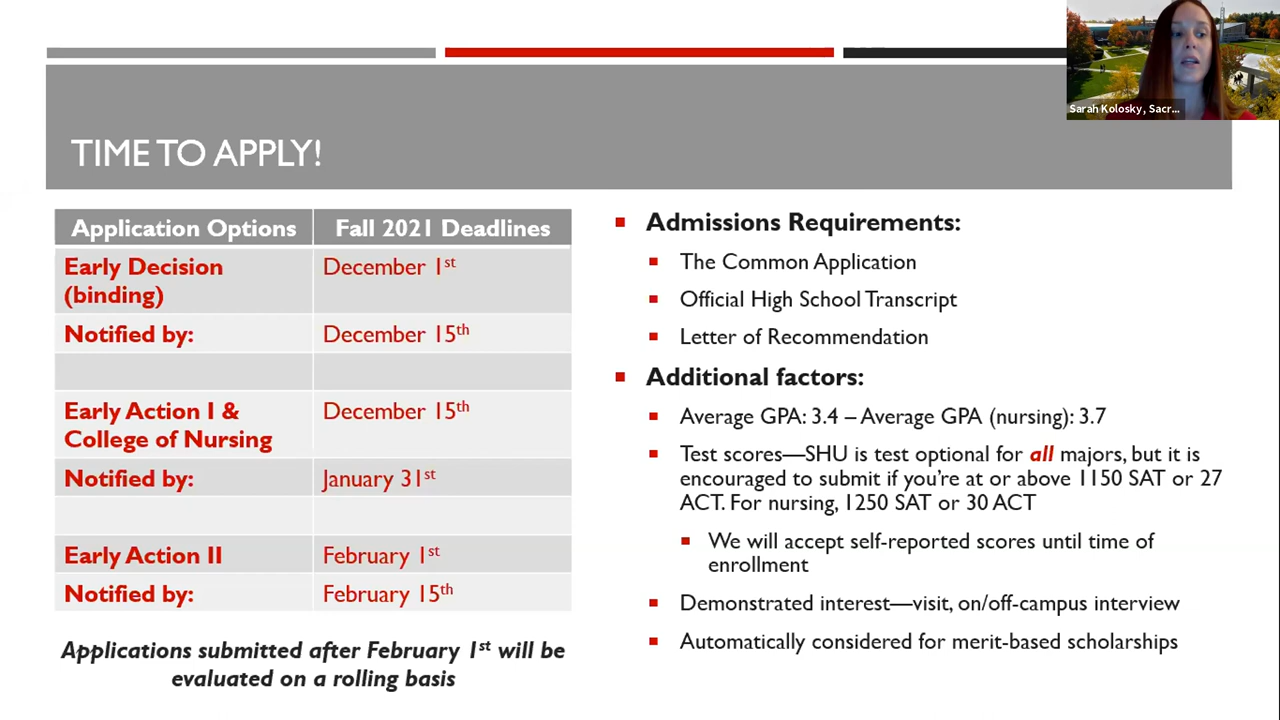 Sarah Kolosky, Sacr...
TIME TO APPLY!
Application Options Fall 2021 Deadlines
Early Decision December 1st
(binding)
Notified by: December 15th
Early Action I & December 15th
College of Nursing
Notified by: January 31st
Early Action II February 1st
Notified by: February 15th
Applications submitted after February 1st will be
evaluated on a rolling basis
Admissions Requirements:
The Common Application
Official High School Transcript
Letter of Recommendation
Additional factors:
Average GPA: 3.4 – Average GPA (nursing): 3.7
Test scores—SHU is test optional for all majors, but it is
encouraged to submit if you're at or above 1150 SAT or 27
ACT. For nursing, 1250 SAT or 30 ACT
We will accept self-reported scores until time of
enrollment
Demonstrated interest—visit, on/off-campus interview
Automatically considered for merit-based scholarships